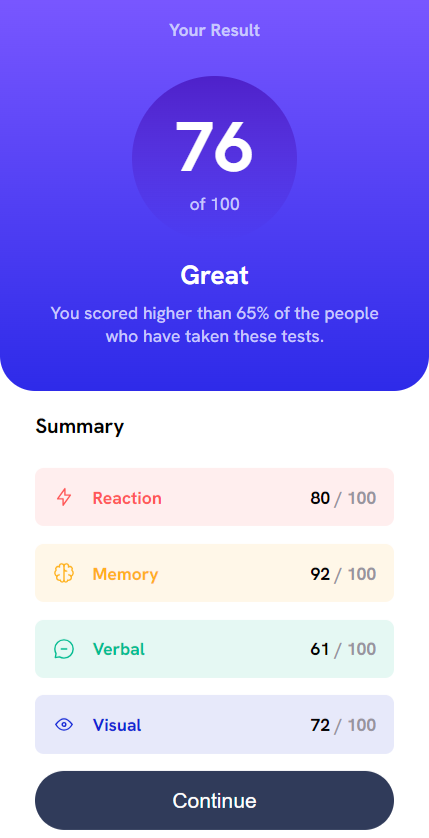 Your Result
76
of 100
Great
You scored higher than 65% of the people
who have taken these tests.
Summary
Reaction 80 / 100
Memory 92 / 100
Verbal 61 / 100
Visual 72 / 100
Continue